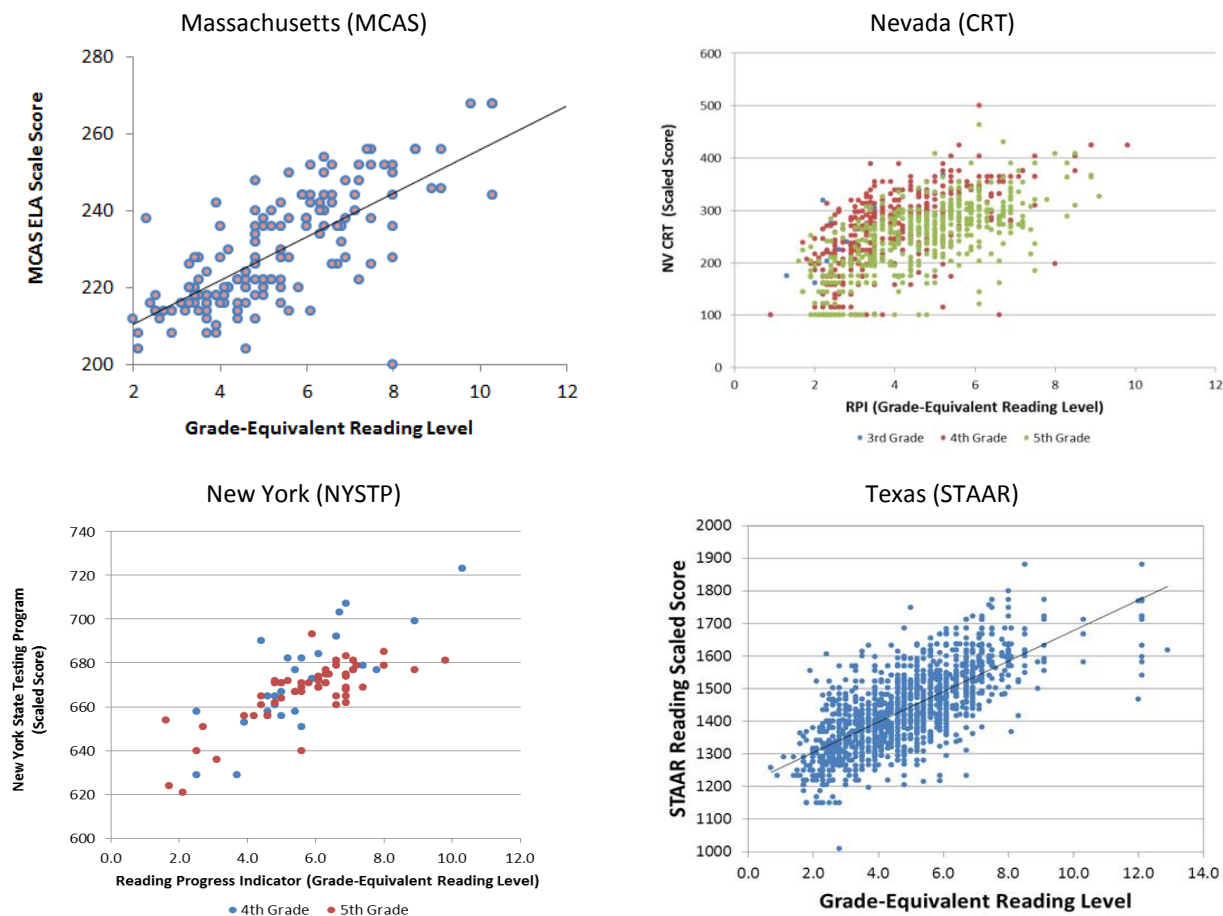 Massachusetts (MCAS)
280
260
240
220
200
MCAS ELA Scale Score
2 4 6 8 10 12
Grade-Equivalent Reading Level
Nevada (CRT)
600
500
400
300
200
100
0
NV CRT (Scaled Score)
0 2 4 6 8 10 12
RPI (Grade-Equivalent Reading Level)
3rd Grade 4th Grade 5th Grade
New York (NYSTP)
740
720
700
680
660
640
620
600
New York State Testing Program
(Scaled Score)
0.0 2.0 4.0 6.0 8.0 10.0 12.0
Reading Progress Indicator (Grade-Equivalent Reading Level)
4th Grade 5th Grade
Texas (STAAR)
2000
1900
1800
1700
1600
1500
1400
1300
1200
1100
1000
STAAR Reading Scaled Score
0.0 2.0 4.0 6.0 8.0 10.0 12.0 14.0
Grade-Equivalent Reading Level